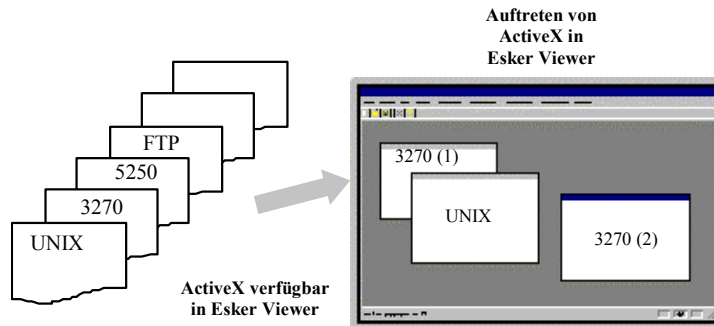 Auftreten von
ActiveX in
Esker Viewer
FTP
5250
3270
UNIX
ActiveX verfügbar
in Esker Viewer
3270 (1)
UNIX
3270 (2)